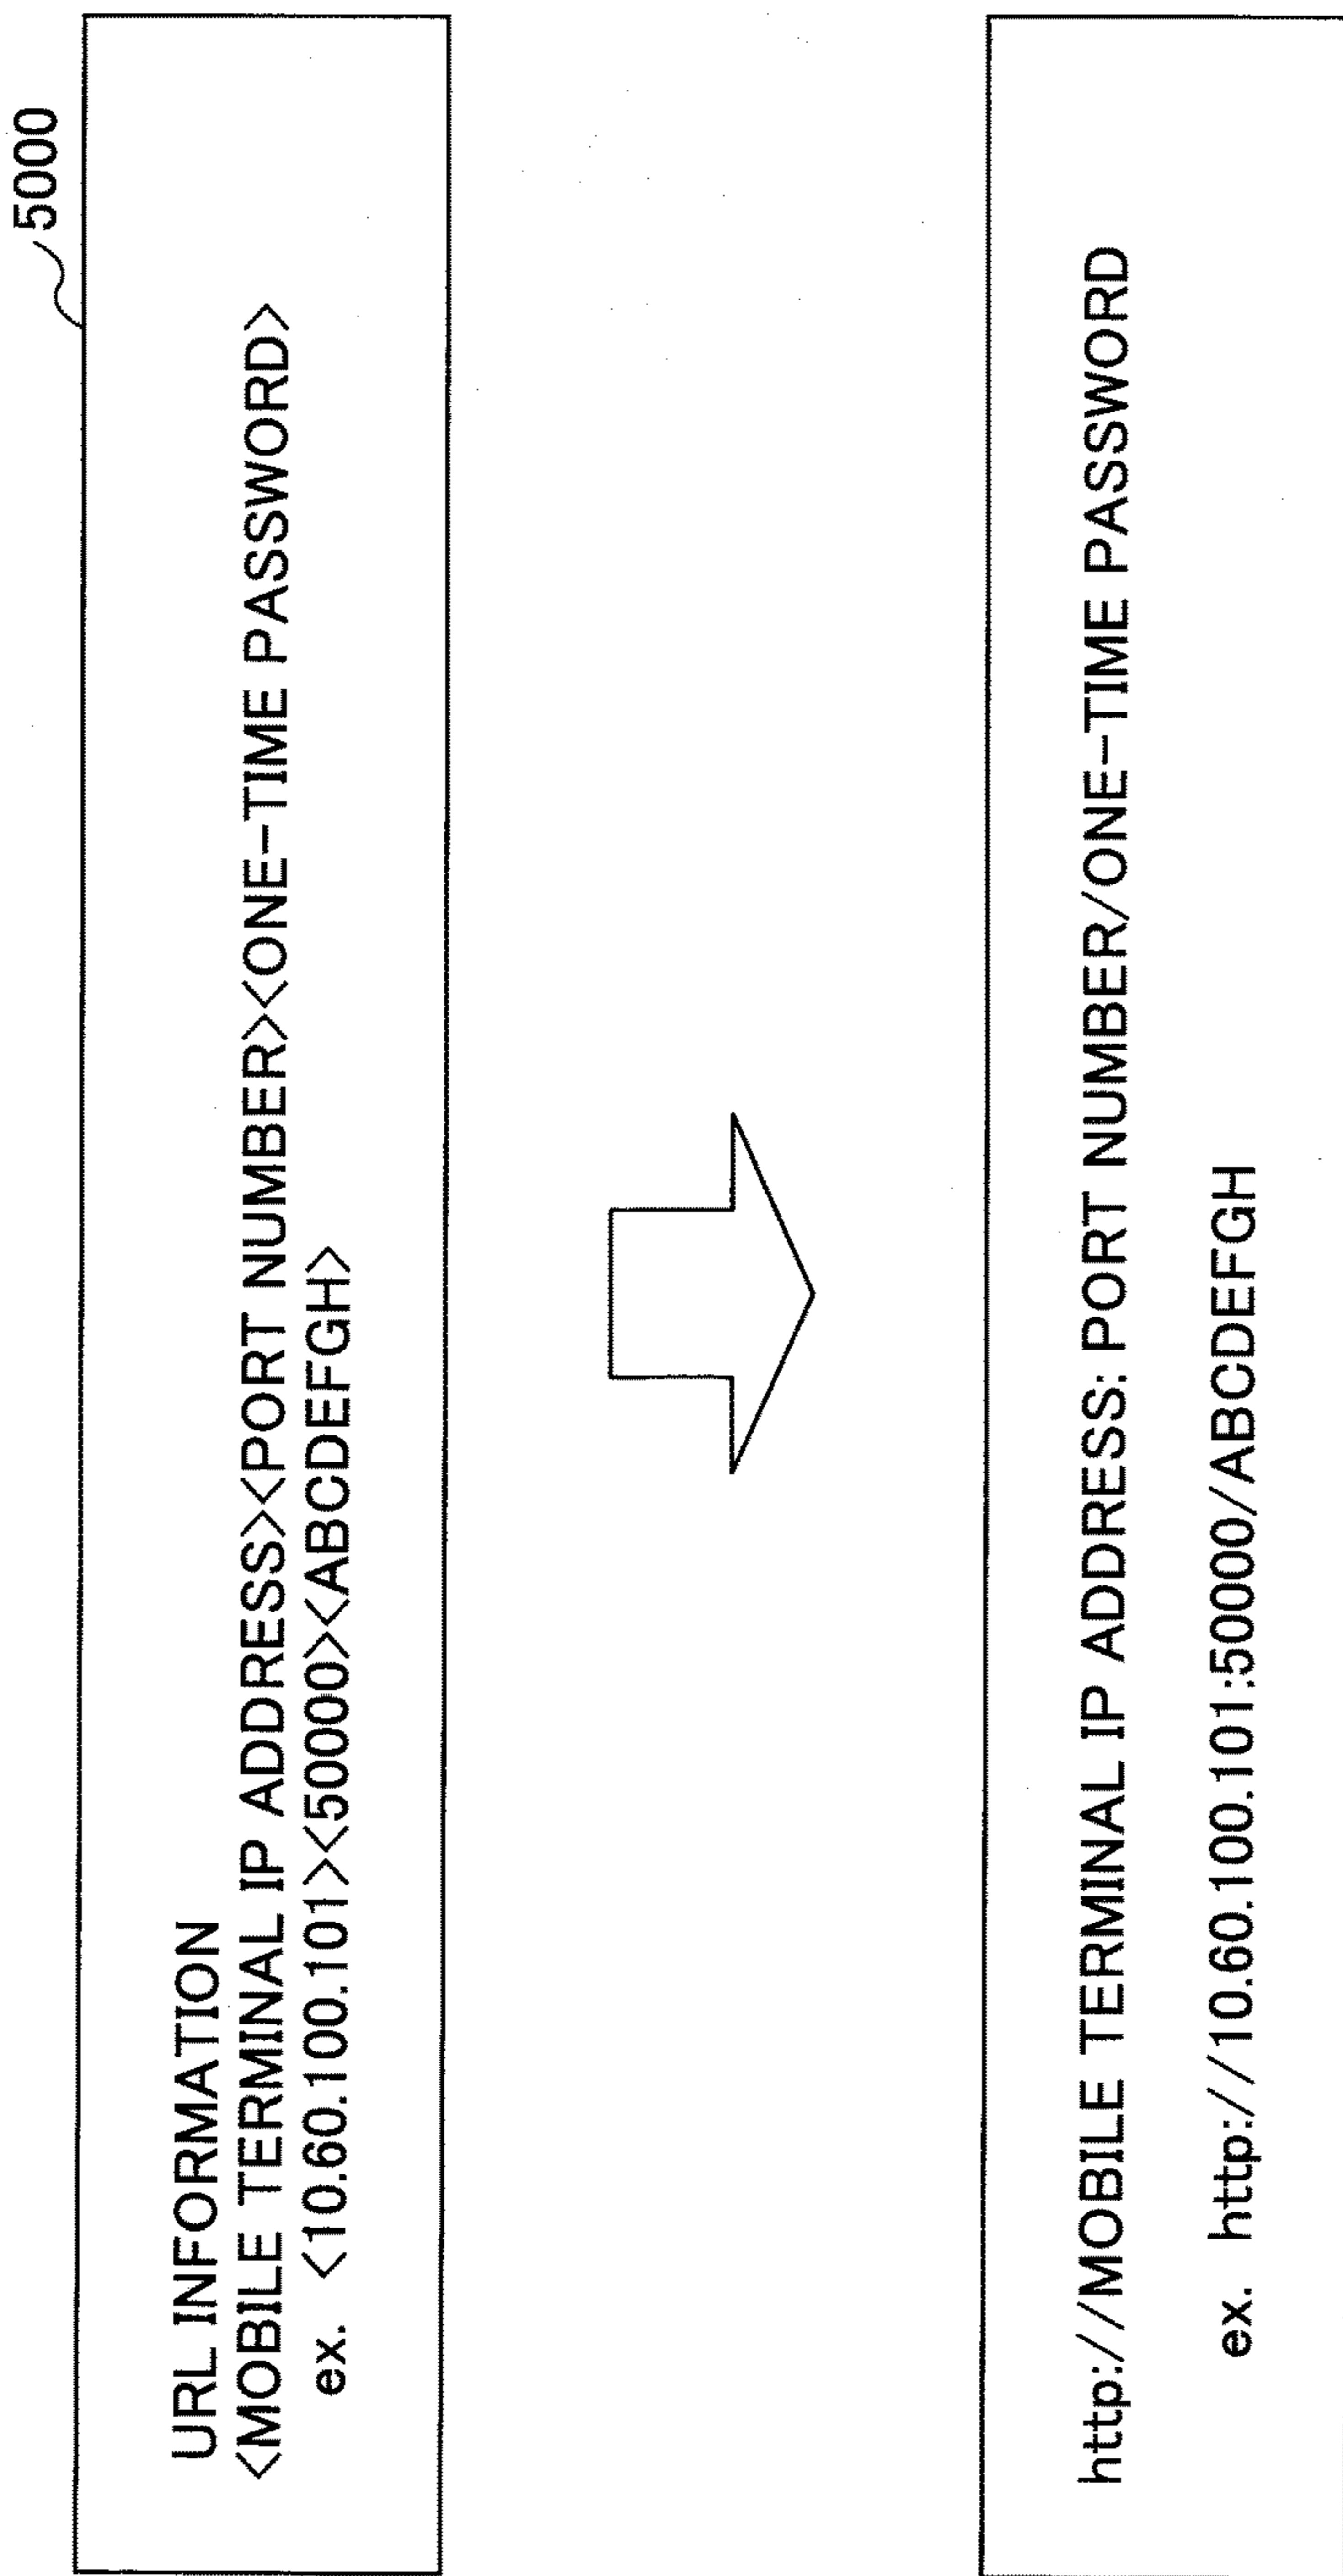 5000
URL INFORMATION
<MOBILE TERMINAL IP ADDRESS><PORT NUMBER><ONE-TIME PASSWORD>
ex. <10.60.100.101><50000><ABCDEFGH>
http://MOBILE TERMINAL IP ADDRESS: PORT NUMBER/ONE-TIME PASSWORD
ex. http://10.60.100.101:50000/ABCDEFGH